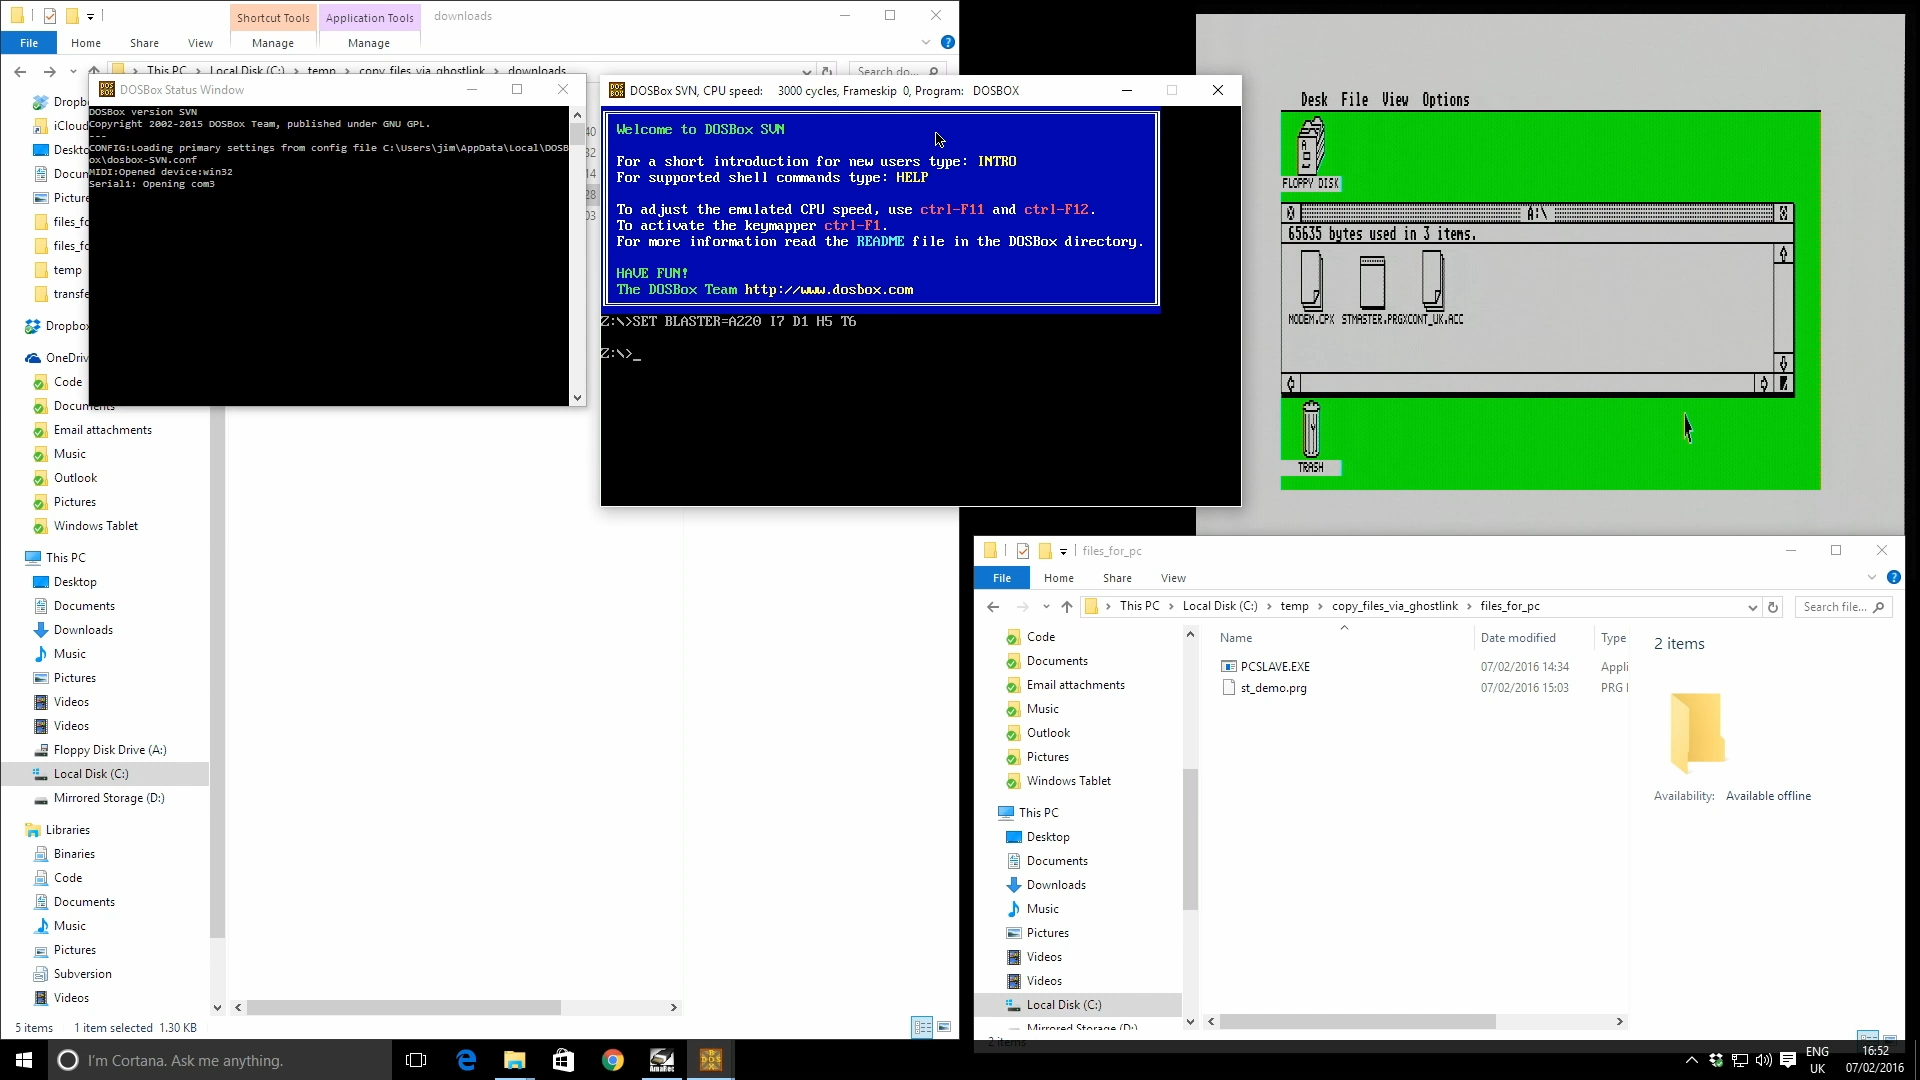 Shortcut Tools
Application Tools
downloads
File
Home
Share
View
Manage
Manage
This PC
Local Disk (C:)
temp
copy_files_via_ghostlink
downloads
Search do...
DOSBox Status Window
DOSBox version SVN
Copyright 2002-2015 DOSBox Team, published under GNU GPL.
---
CONFIG:Loading primary settings from config file C:\Users\jim\AppData\Local\DOSB
ox\dosbox-SVN.conf
MIDI:Opened device:win32
Serial1: Opening com3
DOSBox SVN, CPU speed: 3000 cycles, Frameskip 0, Program: DOSBOX
Welcome to DOSBox SVN
For a short introduction for new users type: INTRO
For supported shell commands type: HELP
To adjust the emulated CPU speed, use ctrl-F11 and ctrl-F12.
To activate the keymapper ctrl-F1.
For more information read the README file in the DOSBox directory.
HAVE FUN!
The DOSBox Team http://www.dosbox.com
Z:\>SET BLASTER=A220 I7 D1 H5 T6
Z:\>_
Desk File View Options
FLOPPY DISK
A:\
65635 bytes used in 3 items.
MODEM.CPX
STMASTER.PRG
XCONT_UK.ACC
TRASH
Dropb
iCloud
Deskto
Docum
Picture
files_fo
files_fo
temp
transfe
Dropbox
OneDriv
Code
Documents
Email attachments
Music
Outlook
Pictures
Windows Tablet
This PC
Desktop
Documents
Downloads
Music
Pictures
Videos
Videos
Floppy Disk Drive (A:)
Local Disk (C:)
Mirrored Storage (D:)
Libraries
Binaries
Code
Documents
Music
Pictures
Subversion
Videos
40
32
14
28
03
5 items
1 item selected 1.30 KB
files_for_pc
File
Home
Share
View
This PC
Local Disk (C:)
temp
copy_files_via_ghostlink
files_for_pc
Search file...
Code
Documents
Email attachments
Music
Outlook
Pictures
Windows Tablet
This PC
Desktop
Documents
Downloads
Music
Pictures
Videos
Videos
Local Disk (C:)
Mirrored Storage (D:)
Name
Date modified
Type
PCSLAVE.EXE
07/02/2016 14:34
Appli
st_demo.prg
07/02/2016 15:03
PRG
2 items
Availability: Available offline
2 items
I'm Cortana. Ask me anything.
AmaRec
DOS
ENG
UK
16:52
07/02/2016